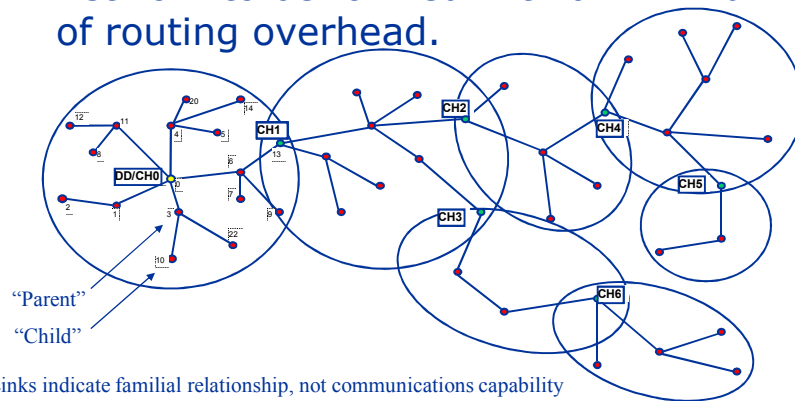 of routing overhead.
20
14
12
11
4
5
8
CH1
CH2
CH4
13
6
DD/CH0
0
7
CH5
2
1
3
9
CH3
22
10
"Parent"
CH6
"Child"
inks indicate familial relationship, not communications capability